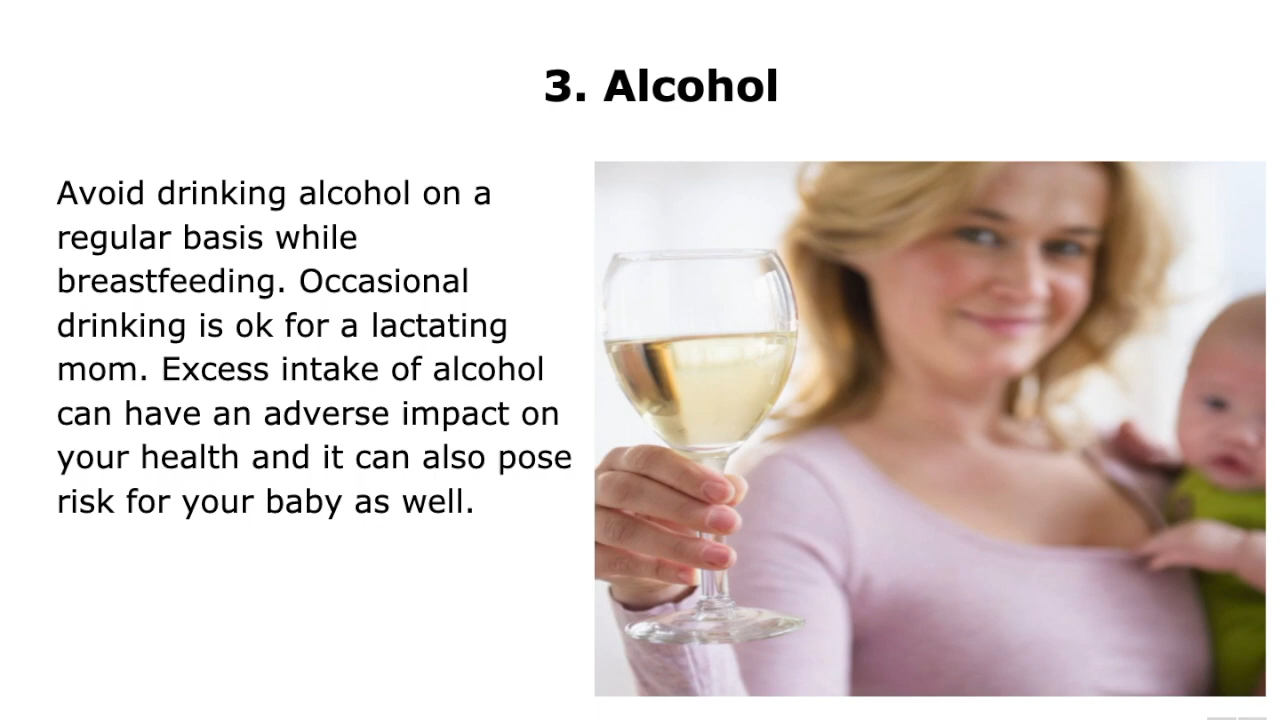 3. Alcohol
Avoid drinking alcohol on a
regular basis while
breastfeeding. Occasional
drinking is ok for a lactating
mom. Excess intake of alcohol
can have an adverse impact on
your health and it can also pose
risk for your baby as well.